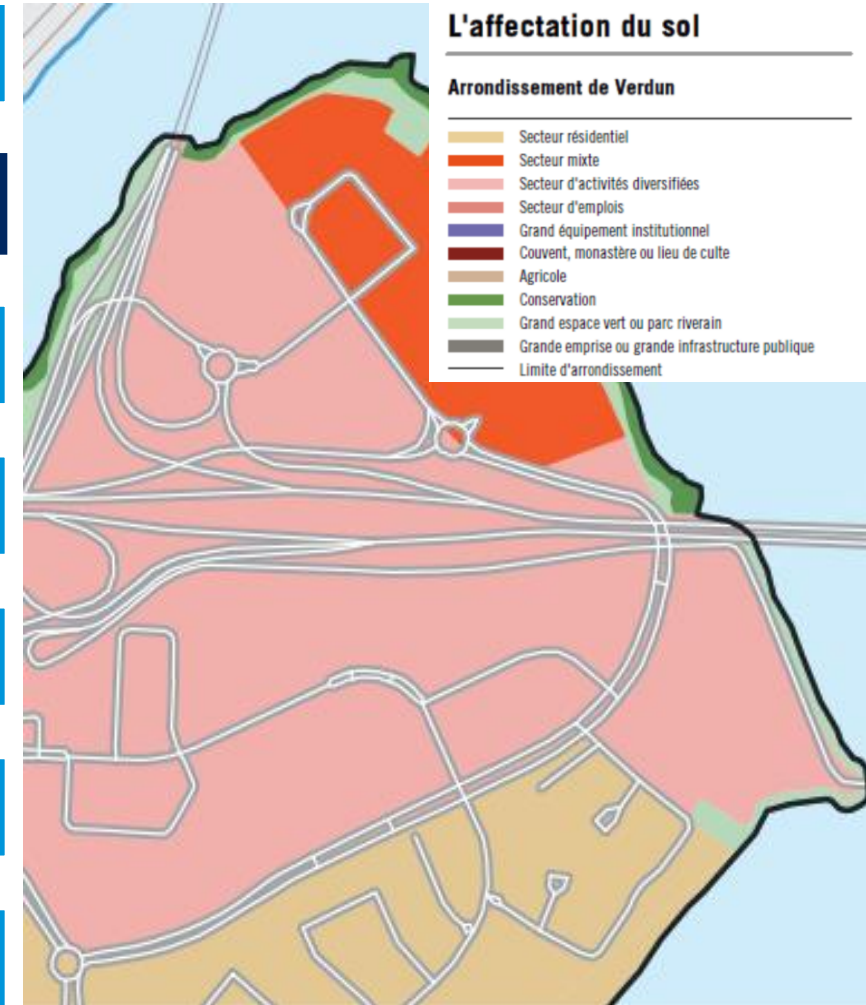 L'affectation du sol
Arrondissement de Verdun
Secteur résidentiel
Secteur mixte
Secteur d'activités diversifiées
Secteur d'emplois
Grand équipement institutionnel
Couvent, monastère ou lieu de culte
Agricole
Conservation
Grand espace vert ou parc riverain
Grande emprise ou grande infrastructure publique
Limite d'arrondissement